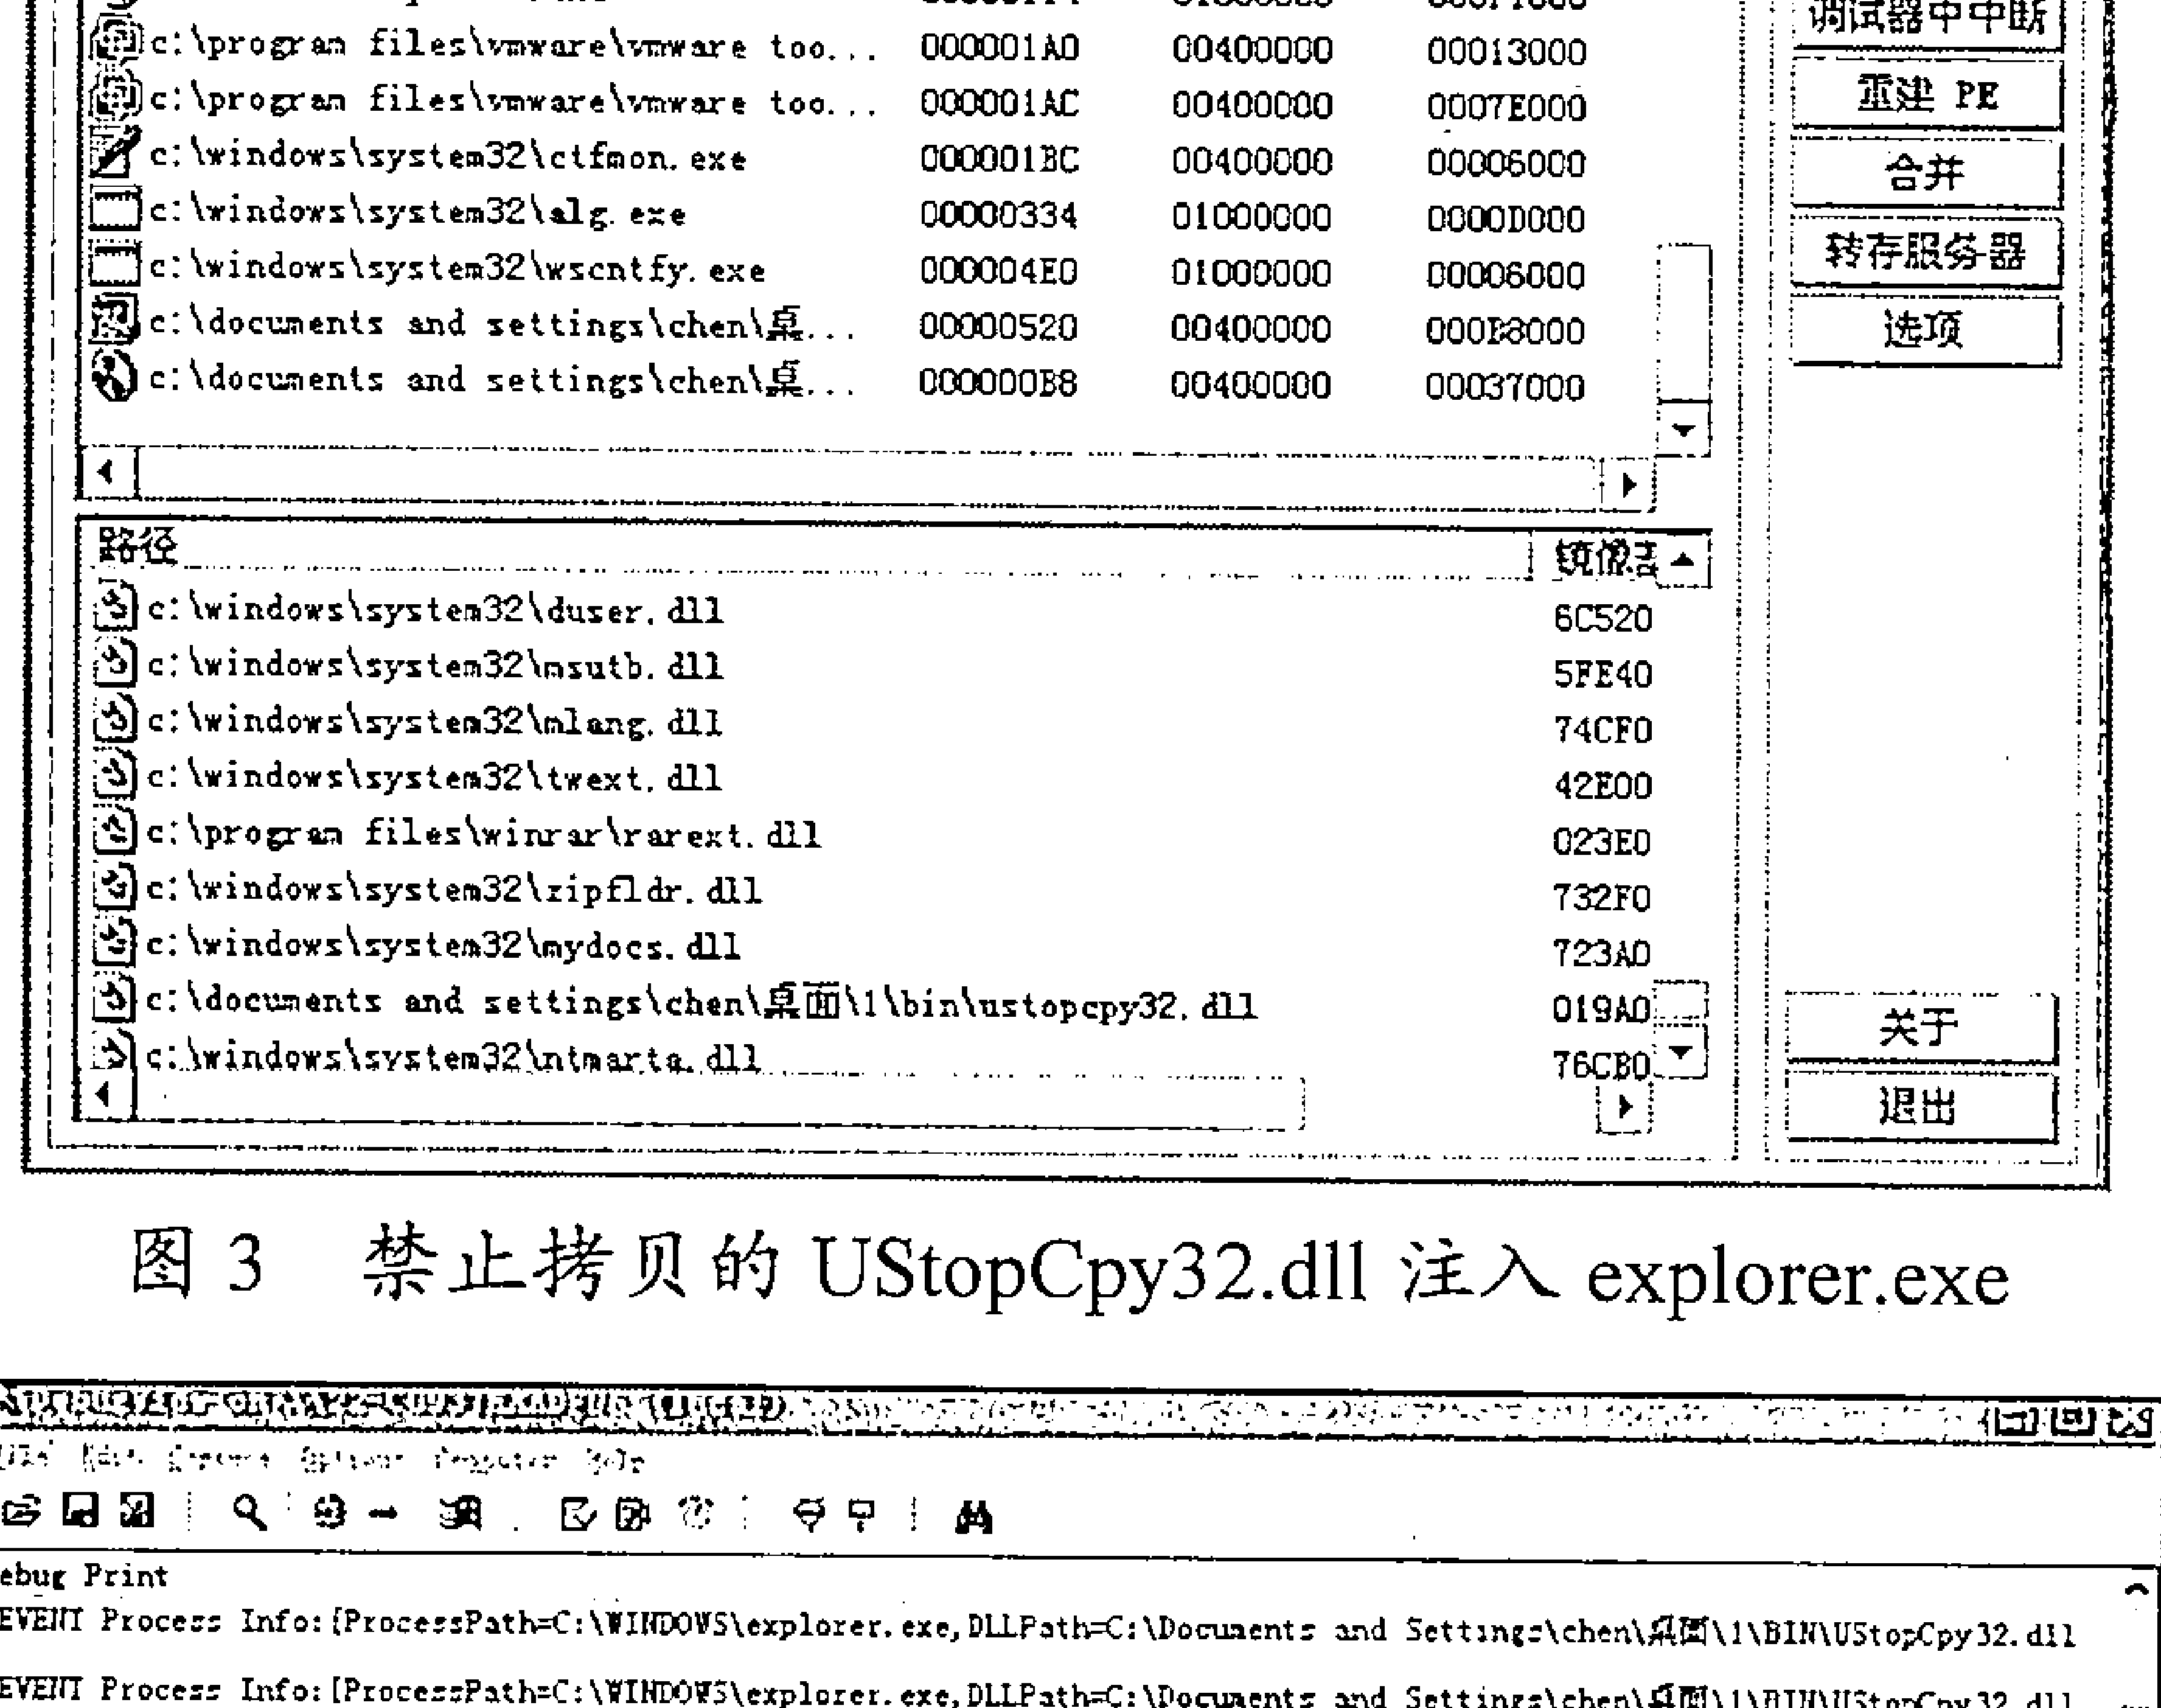 调试器中中断
c:\program files\vmware\vmware too... 000001A0 00400000 00013000
重建 PE
c:\program files\vmware\vmware too... 000001AC 00400000 0007E000
c:\windows\system32\ctfmon.exe 000001BC 00400000 00006000
合并
c:\windows\system32\alg.exe 00000334 01000000 0000D000
转存服务器
c:\windows\system32\wscntfy.exe 000004E0 01000000 00006000
c:\documents and settings\chen\桌... 00000520 00400000 000B8000
选项
c:\documents and settings\chen\桌... 000000B8 00400000 00037000
路径
c:\windows\system32\duser.dll 6C520
c:\windows\system32\msutb.dll 5FE40
c:\windows\system32\mlang.dll 74CF0
c:\windows\system32\twext.dll 42E00
c:\program files\winrar\rarext.dll 023E0
c:\windows\system32\zipfldr.dll 732F0
c:\windows\system32\mydocs.dll 723A0
c:\documents and settings\chen\桌面\1\bin\ustopcpy32.dll 019A0
关于
c:\windows\system32\ntmarta.dll 76CB0
退出
图 3 禁止拷贝的 UStopCpy32.dll 注入 explorer.exe
ebug Print
EVENT Process Info:[ProcessPath=C:\WINDOWS\explorer.exe,DLLPath=C:\Documents and Settings\chen\桌面\1\BIN\UStopCpy32.dll
EVENT Process Info:[ProcessPath=C:\WINDOWS\explorer.exe,DLLPath=C:\Documents and Settings\chen\桌面\1\BIN\UStopCpy32.dll